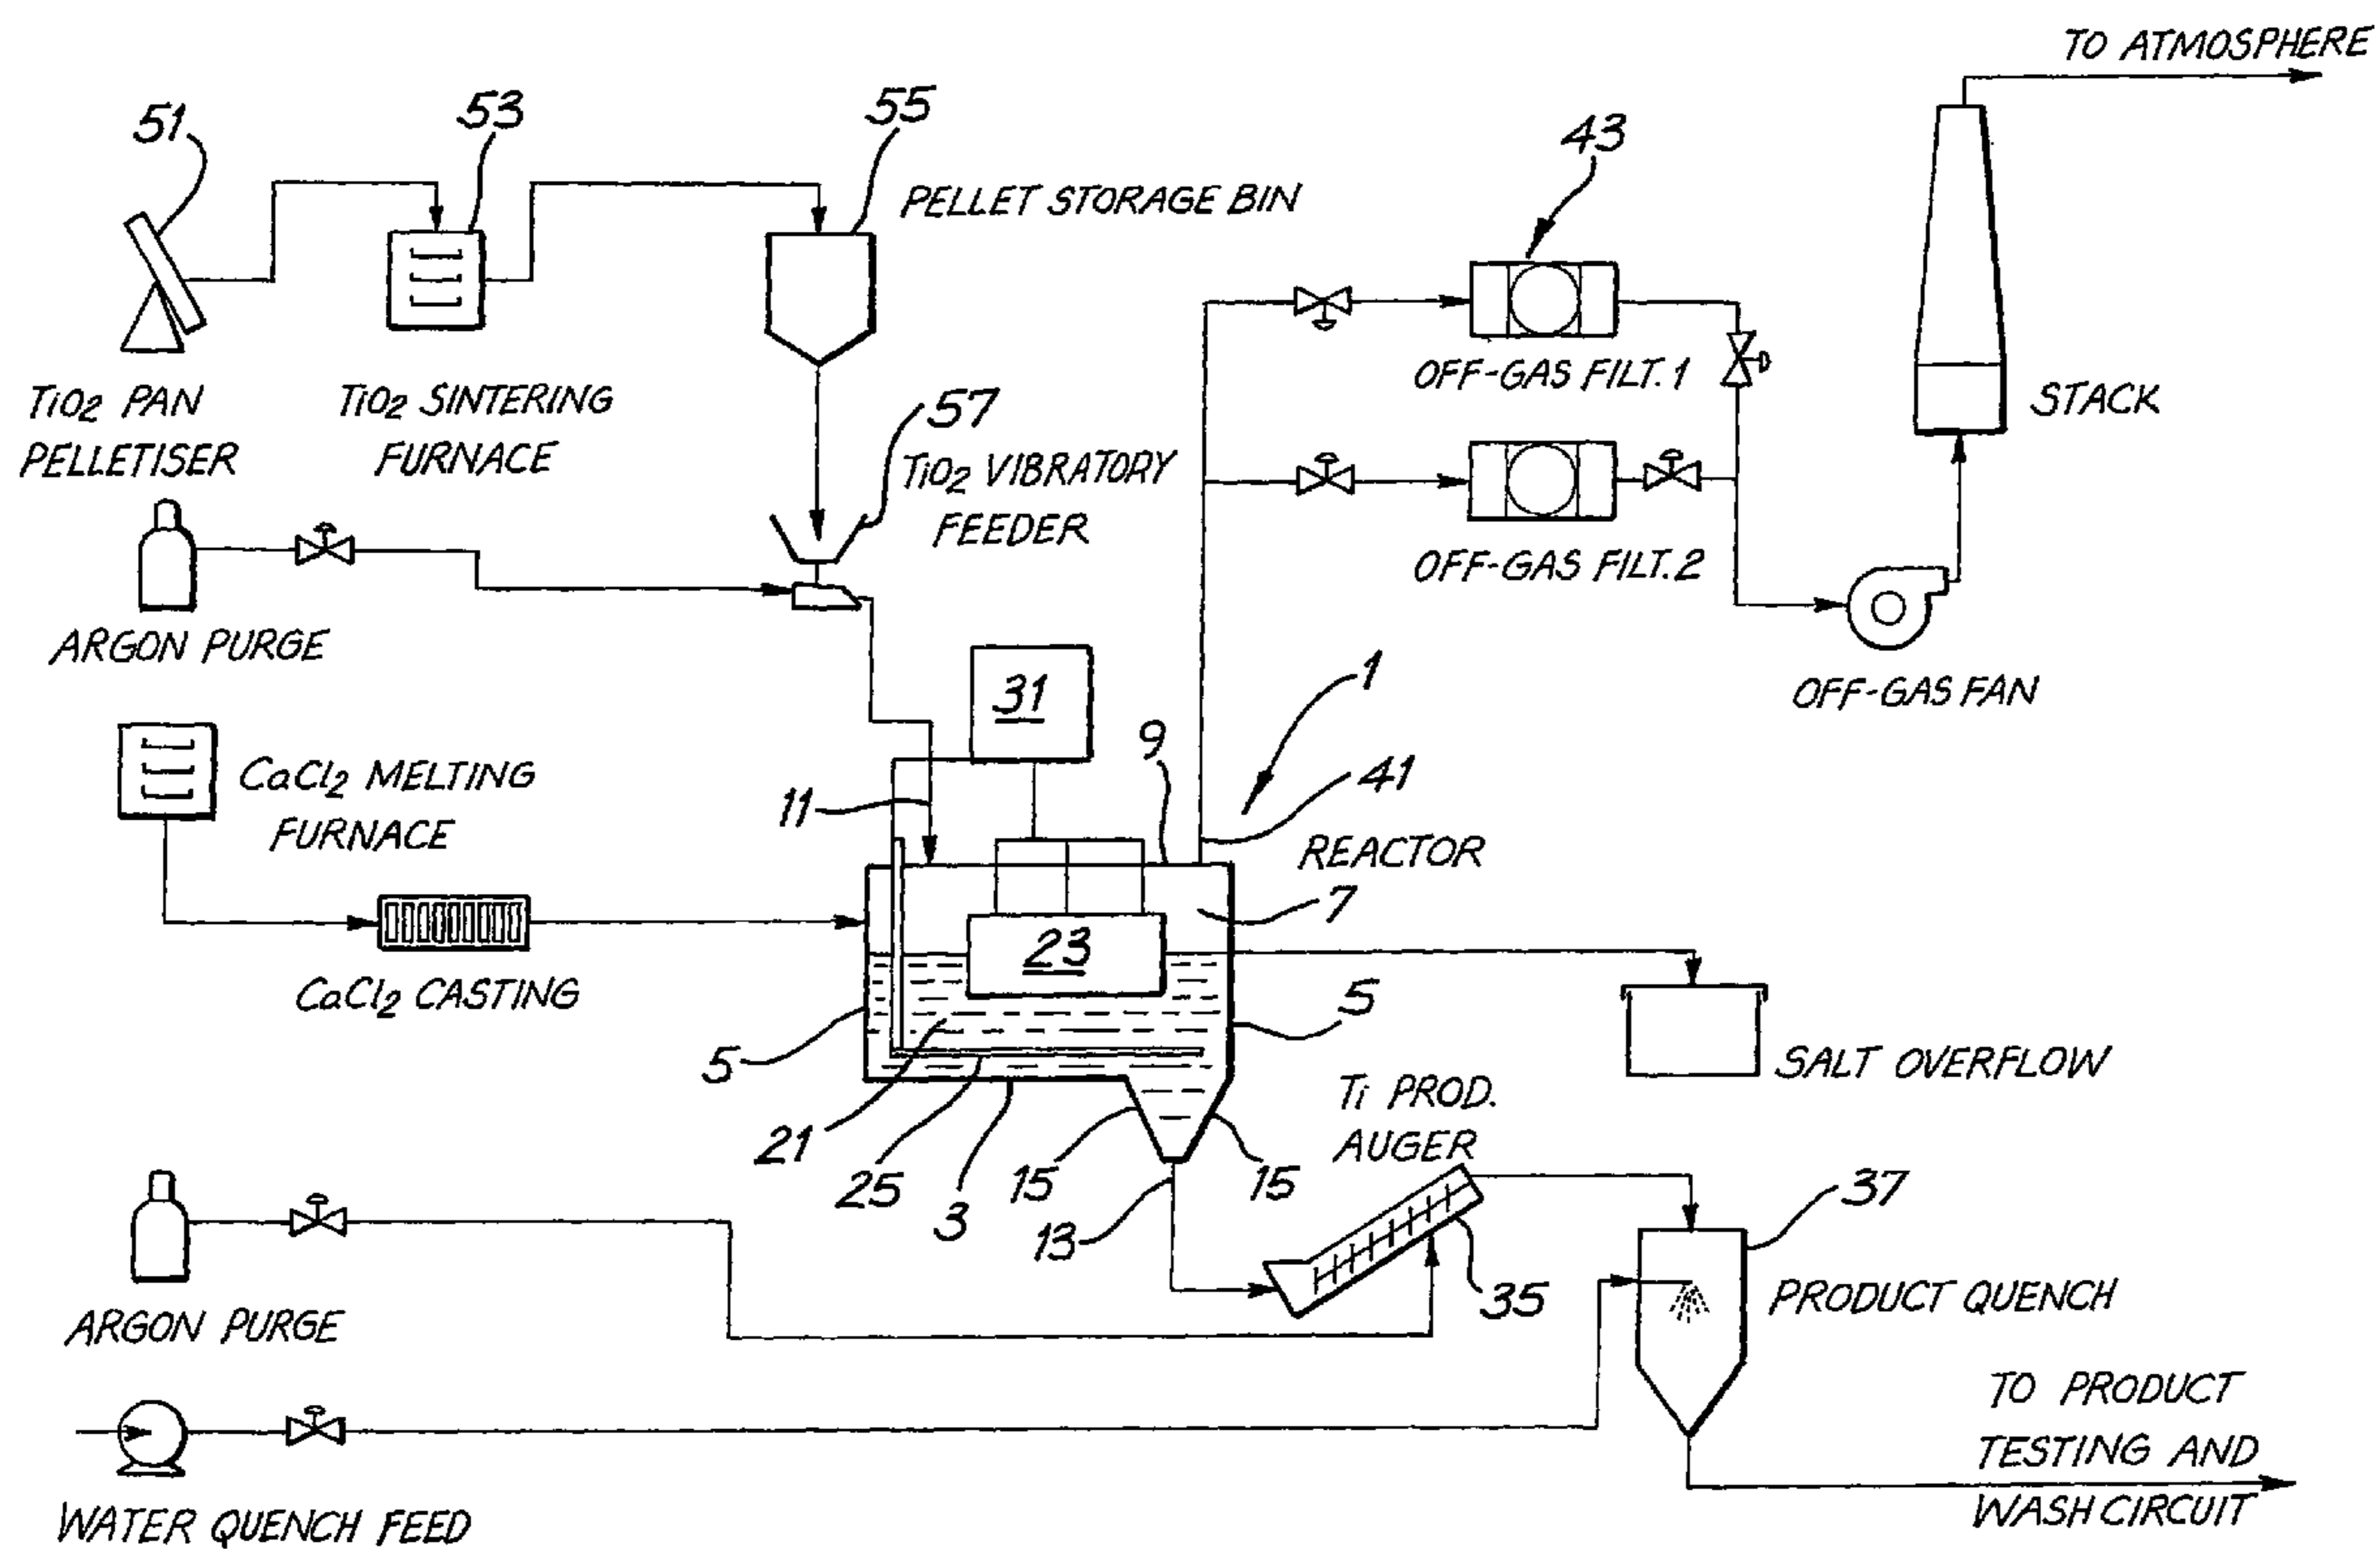 TO ATMOSPHERE
51
53
55
43
PELLET STORAGE BIN
TiO2 PAN
PELLETISER
TiO2 SINTERING
FURNACE
57
TiO2 VIBRATORY
FEEDER
OFF-GAS FILT.1
STACK
OFF-GAS FILT.2
ARGON PURGE
OFF-GAS FAN
31
1
9
41
11
CaCl2 MELTING
FURNACE
REACTOR
7
23
CaCl2 CASTING
5
5
SALT OVERFLOW
21
25
3
15
15
13
Ti PROD.
AUGER
35
37
ARGON PURGE
PRODUCT QUENCH
TO PRODUCT
TESTING AND
WASH CIRCUIT
WATER QUENCH FEED